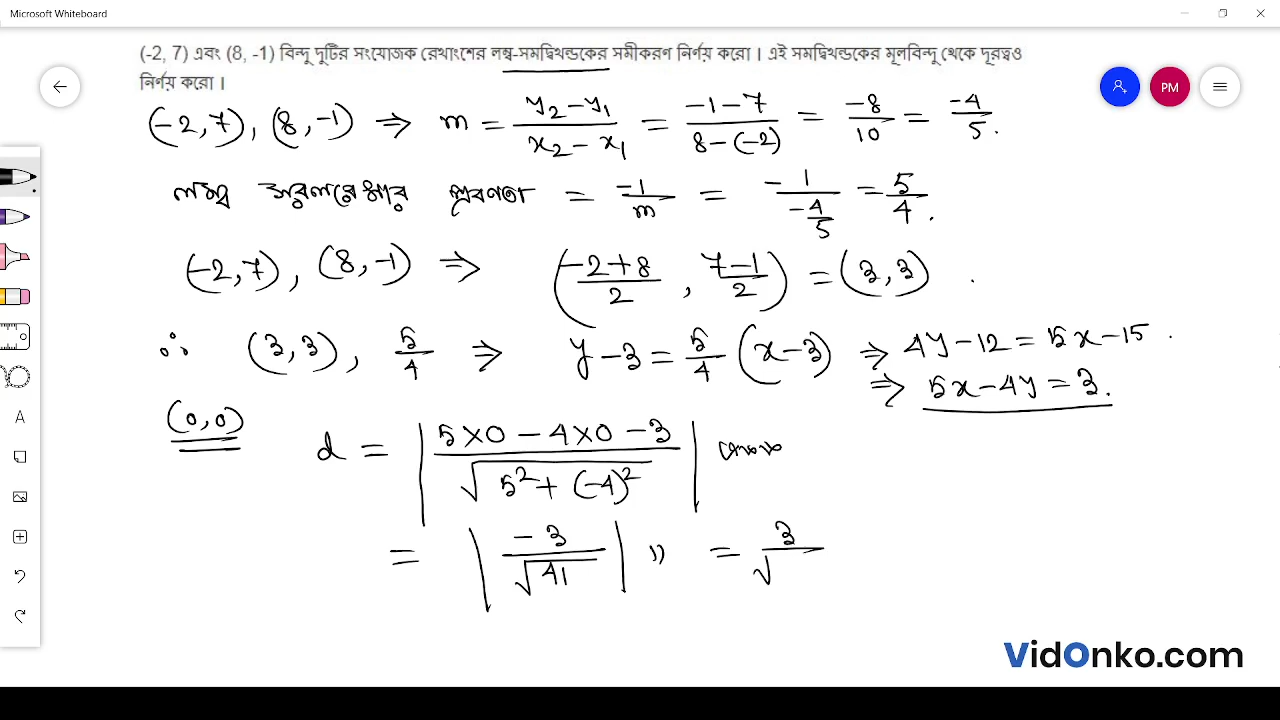 Microsoft Whiteboard
(-2, 7) এবং (8, -1) বিন্দু দুটির সংযোজক রেখাংশের লম্ব-সমদ্বিখন্ডকের সমীকরণ নির্ণয় করো । এই সমদ্বিখন্ডকের মূলবিন্দু থেকে দূরত্বও
নির্ণয় করো ।
PM
(-2,7), (8,-1) ⇒ m = (y₂-y₁)/(x₂-x₁) = (-1-7)/(8-(-2)) = -8/10 = -4/5.
লম্ব সরলরেখার প্রবণতা = -1/m = -1/(-4/5) = 5/4.
(-2,7), (8,-1) ⇒ ((-2+8)/2, (7-1)/2) = (3,3) .
∴ (3,3), 5/4 ⇒ y-3 = 5/4 (x-3) ⇒ 4y-12 = 5x-15 .
⇒ 5x-4y = 3.
(0,0) d = |(5×0 - 4×0 - 3)/√(5²+(-4)²)| একক
= |-3/√41| " = 3/√
A
VidOnko.com